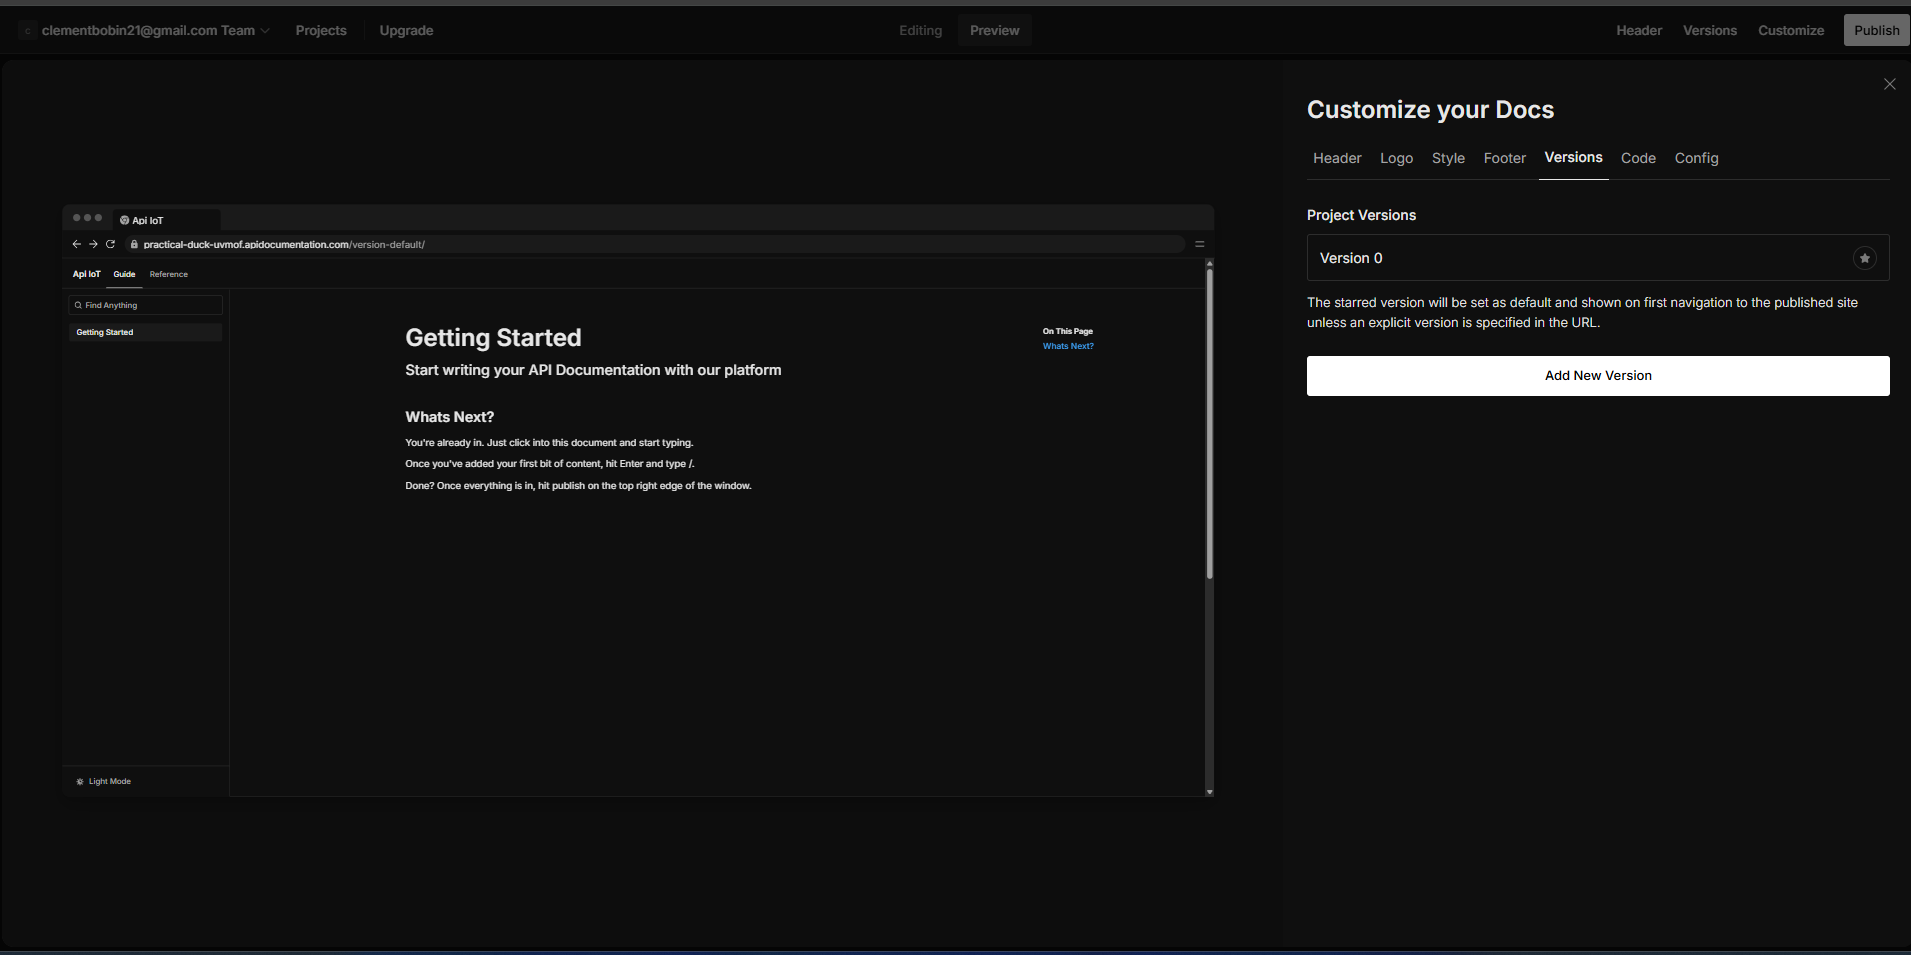 c clementbobin21@gmail.com Team Projects Upgrade Editing Preview Header Versions Customize Publish
Api IoT
practical-duck-uvmof.apidocumentation.com/version-default/
Api IoT Guide Reference
Find Anything
Getting Started
Getting Started
Start writing your API Documentation with our platform
Whats Next?
You're already in. Just click into this document and start typing.
Once you've added your first bit of content, hit Enter and type /.
Done? Once everything is in, hit publish on the top right edge of the window.
On This Page
Whats Next?
Light Mode
Customize your Docs
Header Logo Style Footer Versions Code Config
Project Versions
Version 0
The starred version will be set as default and shown on first navigation to the published site
unless an explicit version is specified in the URL.
Add New Version